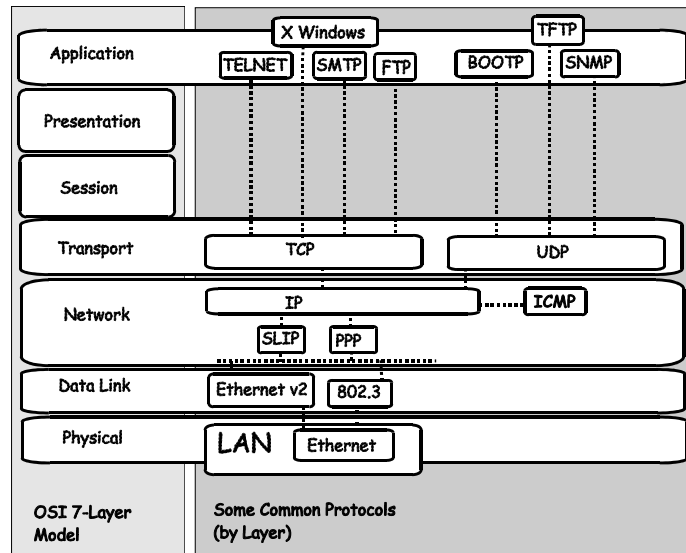 X Windows
TFTP
Application
TELNET
SMTP
FTP
BOOTP
SNMP
Presentation
Session
Transport
TCP
UDP
Network
IP
ICMP
SLIP
PPP
Data Link
Ethernet v2
802.3
Physical
LAN
Ethernet
OSI 7-Layer
Model
Some Common Protocols
(by Layer)